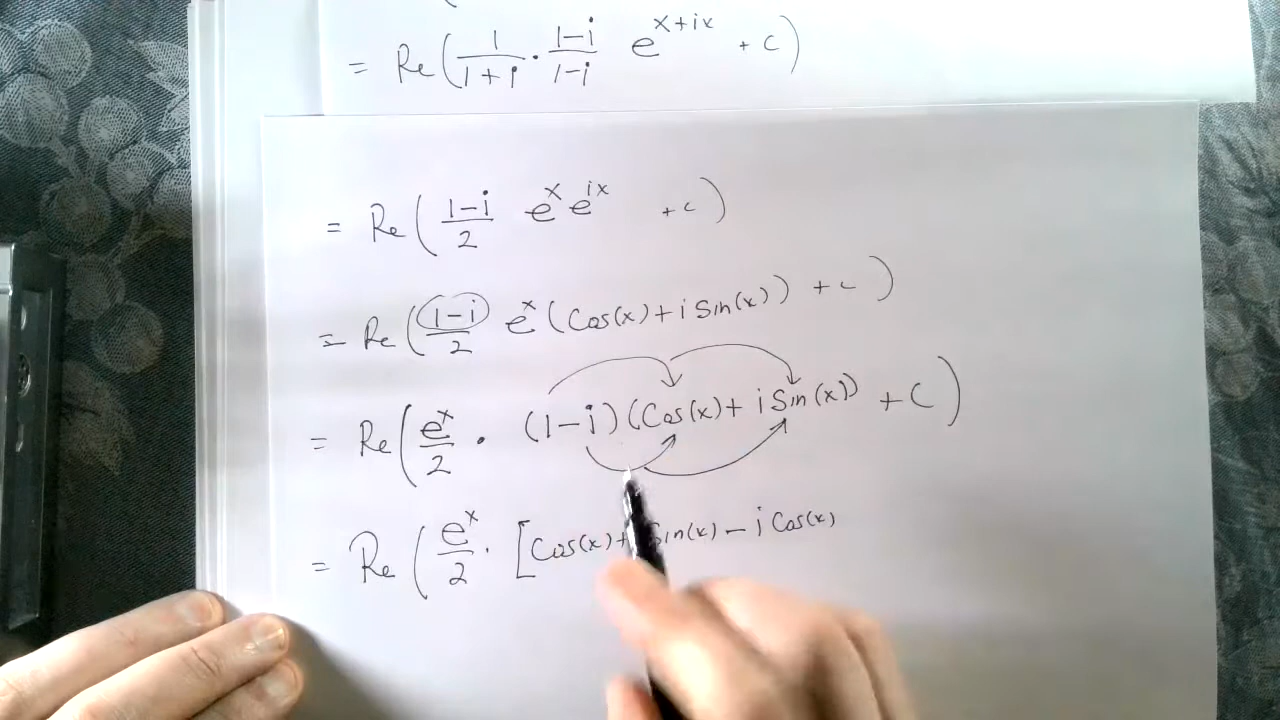 = Re( 1/(1+i) · (1-i)/(1-i) e^(x+ix) + C)
= Re( (1-i)/2 e^x e^(ix) + C)
= Re( (1-i)/2 e^x (Cos(x) + i Sin(x)) + C)
= Re( e^x/2 · (1-i)(Cos(x) + i Sin(x)) + C)
= Re( e^x/2 · [Cos(x) + Sin(x) - i Cos(x)